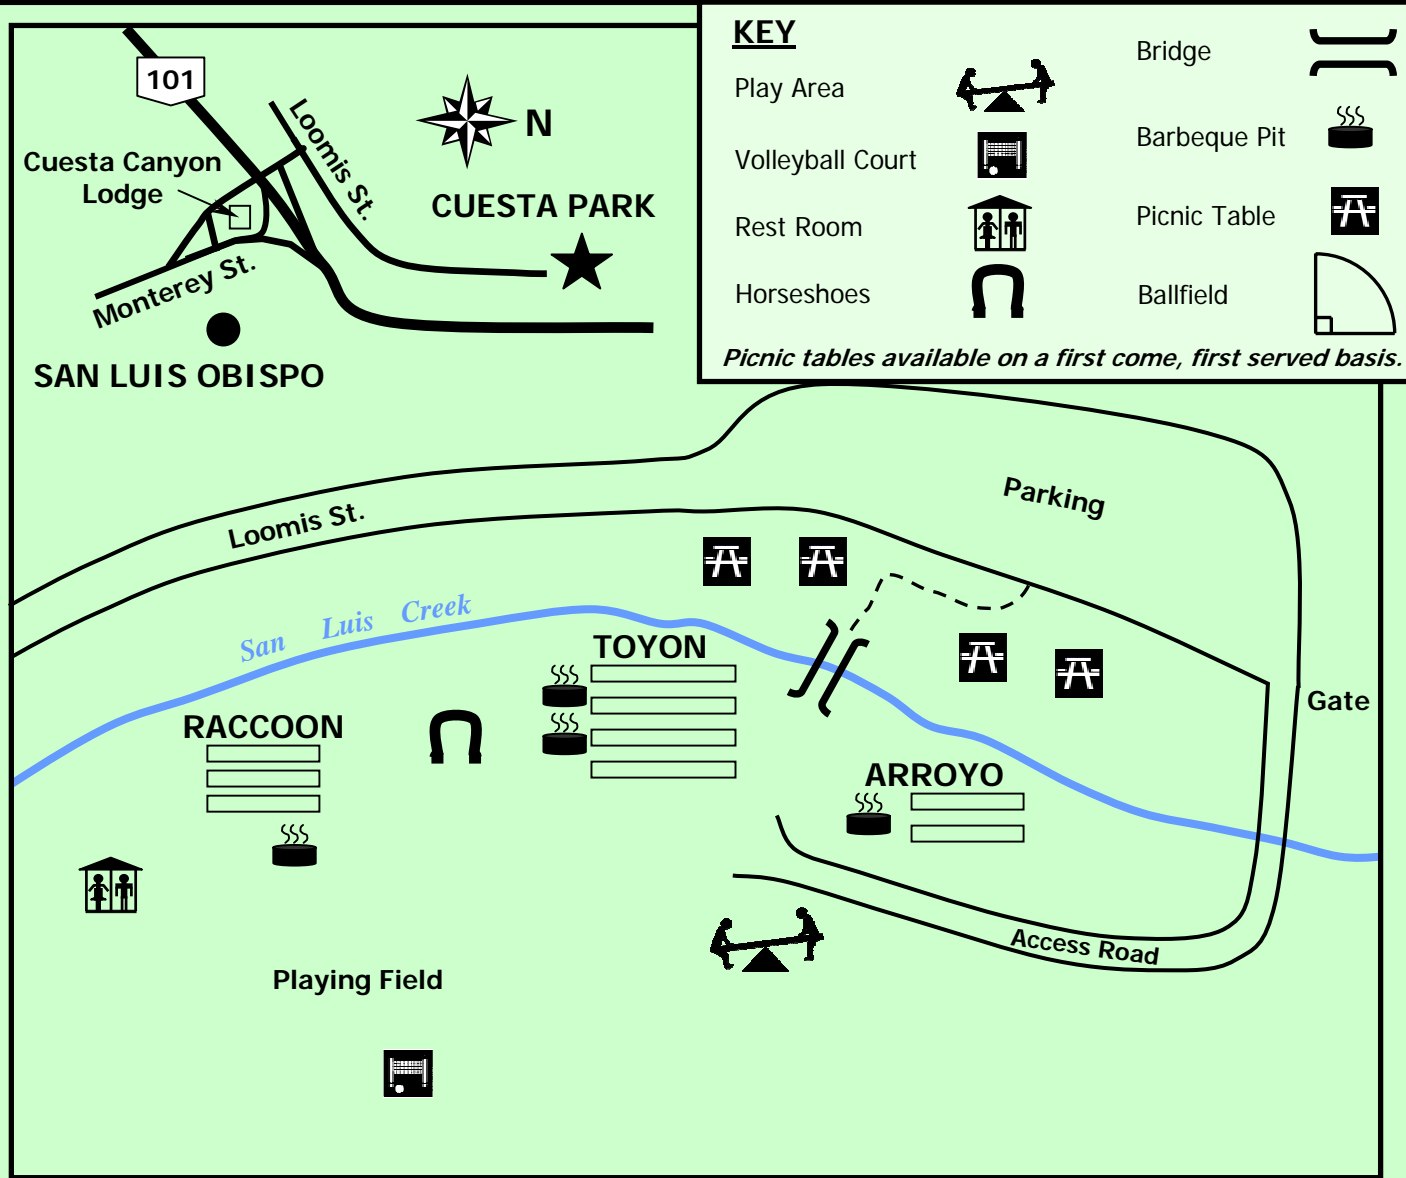 KEY
Play Area
Volleyball Court
Rest Room
Horseshoes
Bridge
Barbeque Pit
Picnic Table
Ballfield
Picnic tables available on a first come, first served basis.
101
Loomis St.
N
Cuesta Canyon
Lodge
CUESTA PARK
Monterey St.
SAN LUIS OBISPO
Parking
Loomis St.
San Luis Creek
TOYON
RACCOON
Gate
ARROYO
Access Road
Playing Field